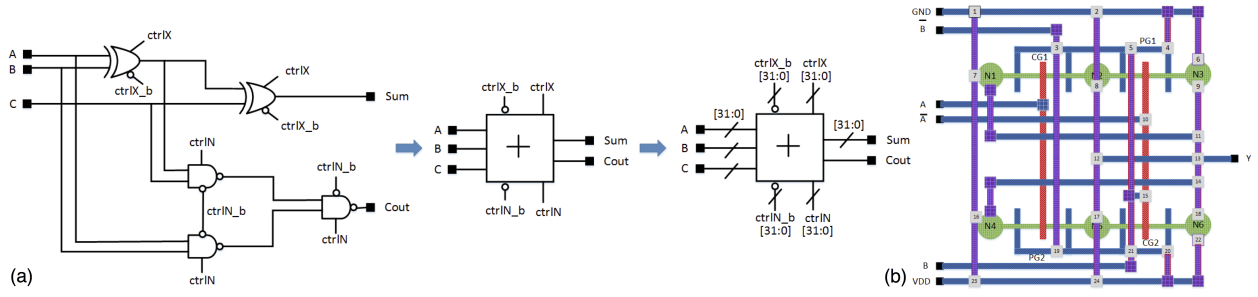 ctrlX
A
B
ctrlX_b
ctrlX
C
Sum
ctrlX_b
ctrlN
ctrlN_b
ctrlN_b
Cout
ctrlN
ctrlN
(a)
ctrlX_b
ctrlX
A
B
C
+
Sum
Cout
ctrlN_b
ctrlN
ctrlX_b
[31:0]
ctrlX
[31:0]
[31:0]
[31:0]
A
B
C
+
Sum
Cout
ctrlN_b
[31:0]
ctrlN
[31:0]
(b)
GND
1
2
B
3
5
PG1
4
CG1
6
7
N1
N2
N3
8
9
A
A
10
11
12
13
Y
14
15
16
17
18
N4
N5
N6
22
CG2
PG2
19
21
20
B
VDD
23
24